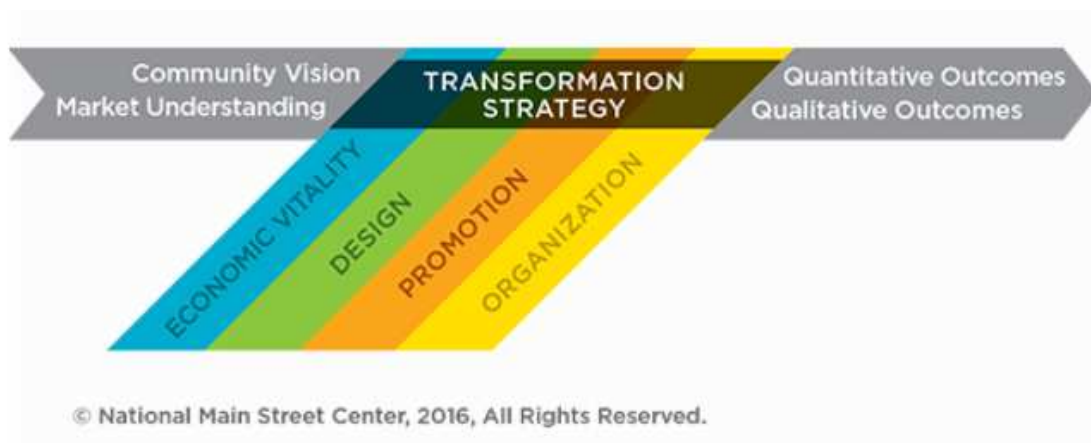 Community Vision
Market Understanding
TRANSFORMATION
STRATEGY
Quantitative Outcomes
Qualitative Outcomes
ECONOMIC VITALITY
DESIGN
PROMOTION
ORGANIZATION
© National Main Street Center, 2016, All Rights Reserved.